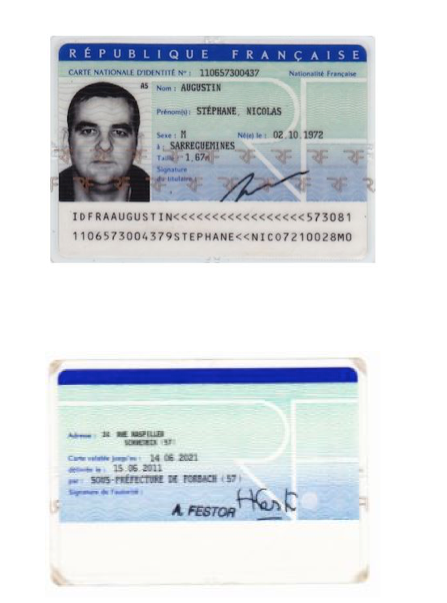 RÉPUBLIQUE FRANÇAISE
CARTE NATIONALE D'IDENTITÉ Nº : 110657300437 Nationalité Française
AS Nom : AUGUSTIN
Prénom(s) : STÉPHANE, NICOLAS
Sexe : M Né(e) le : 02.10.1972
à : SARREGUEMINES
Taille : 1,67m
Signature
du titulaire :
IDFRAAUGUSTIN<<<<<<<<<<<<<<<<<<573081
1106573004379STEPHANE<<NIC07210028M0
Adresse : 34 RUE
(57)
Carte valable jusqu'au : 14.06.2021
délivrée le : 15.06.2011
par : SOUS-PRÉFECTURE DE FORBACH (57)
Signature de l'autorité :
A. FESTOR